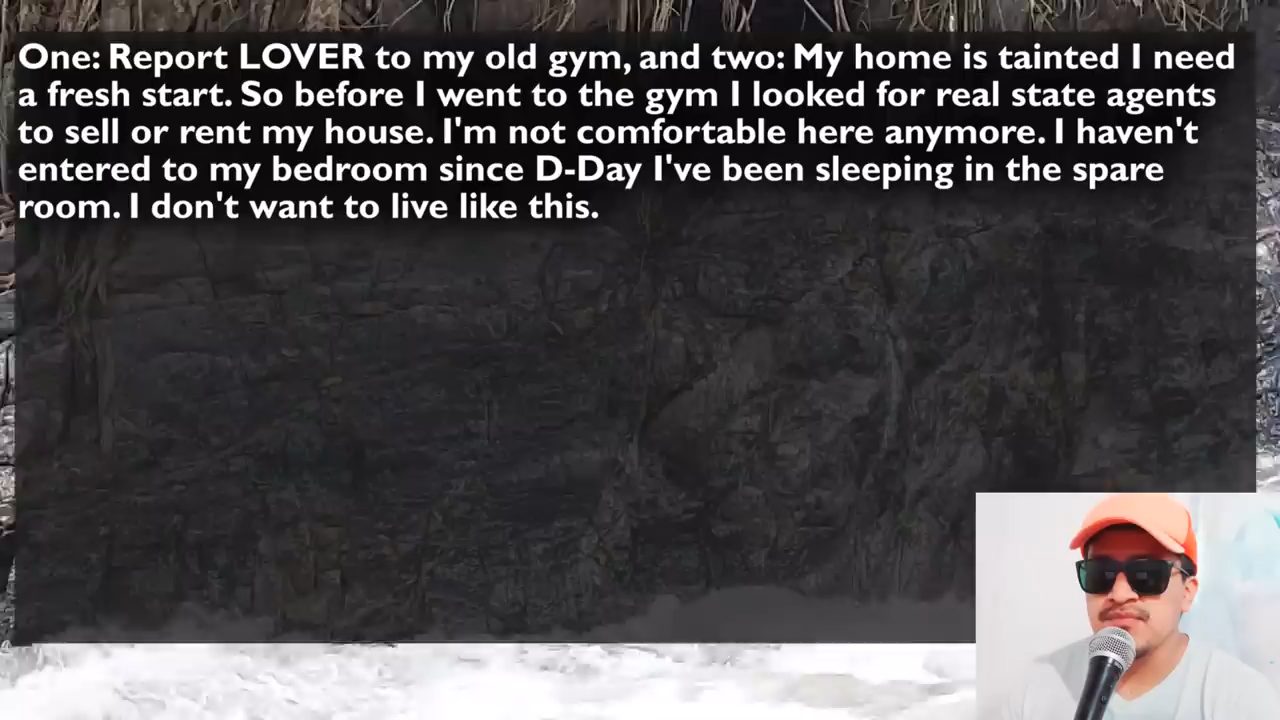 One: Report LOVER to my old gym, and two: My home is tainted I need
a fresh start. So before I went to the gym I looked for real state agents
to sell or rent my house. I'm not comfortable here anymore. I haven't
entered to my bedroom since D-Day I've been sleeping in the spare
room. I don't want to live like this.